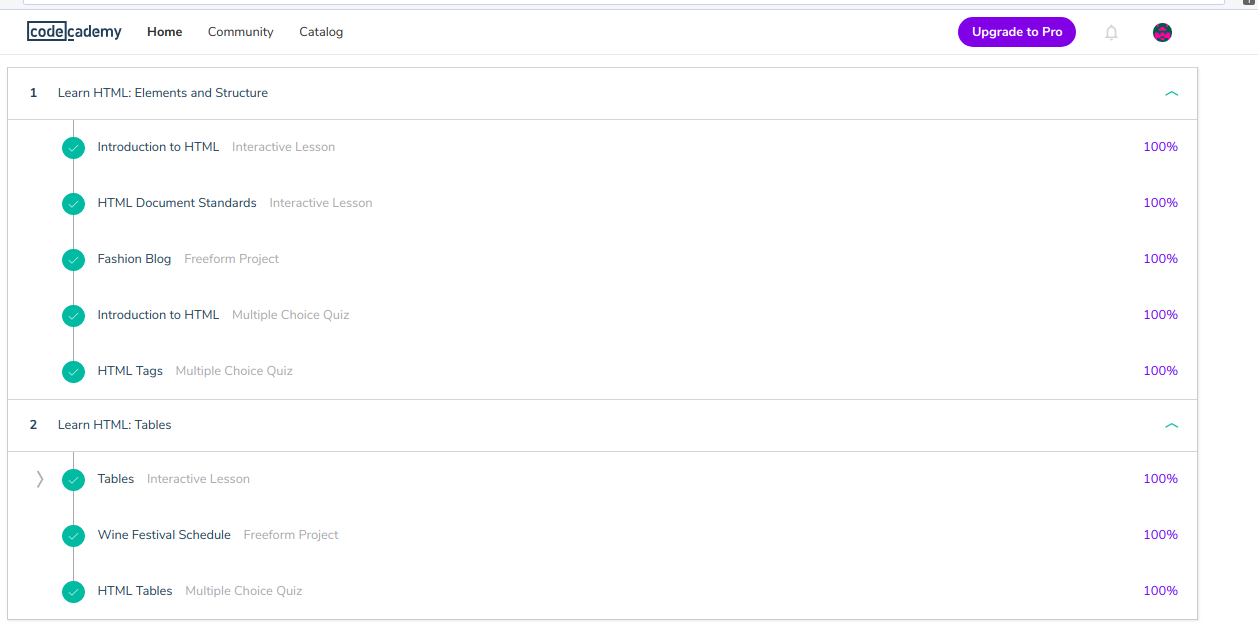 codecademy Home Community Catalog Upgrade to Pro
1 Learn HTML: Elements and Structure
Introduction to HTML Interactive Lesson 100%
HTML Document Standards Interactive Lesson 100%
Fashion Blog Freeform Project 100%
Introduction to HTML Multiple Choice Quiz 100%
HTML Tags Multiple Choice Quiz 100%
2 Learn HTML: Tables
Tables Interactive Lesson 100%
Wine Festival Schedule Freeform Project 100%
HTML Tables Multiple Choice Quiz 100%